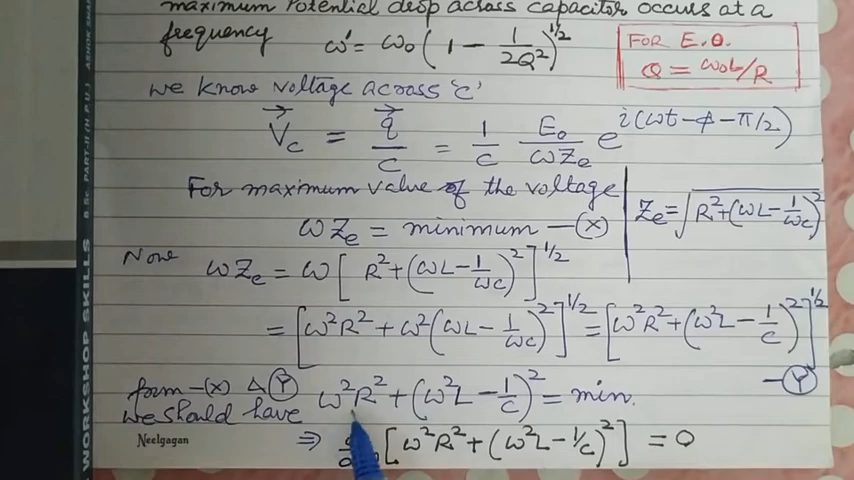 maximum Potential drop across capacitor occurs at a
frequency ω' = ω₀ (1 - 1/2Q²)^1/2
FOR E.O.
Q = ω₀L/R
we know voltage across 'c'
V⃗c = q⃗/c = 1/c E₀/ωZe e^i(ωt-ϕ-π/2)
For maximum value of the voltage
ωZe = minimum -(X)
Ze = √R²+(ωL-1/ωc)²
Now ωZe = ω[R²+(ωL-1/ωc)²]^1/2
= [ω²R²+ω²(ωL-1/ωc)²]^1/2 = [ω²R²+(ω²L-1/c)²]^1/2
-(Y)
form -(X) & (Y) ω²R²+(ω²L-1/c)² = min.
we should have
⇒ [ω²R²+(ω²L-1/c)²] = 0
Neelgagan
WORKSHOP SKILLS
B.Sc. PART-II (H.P.U.)